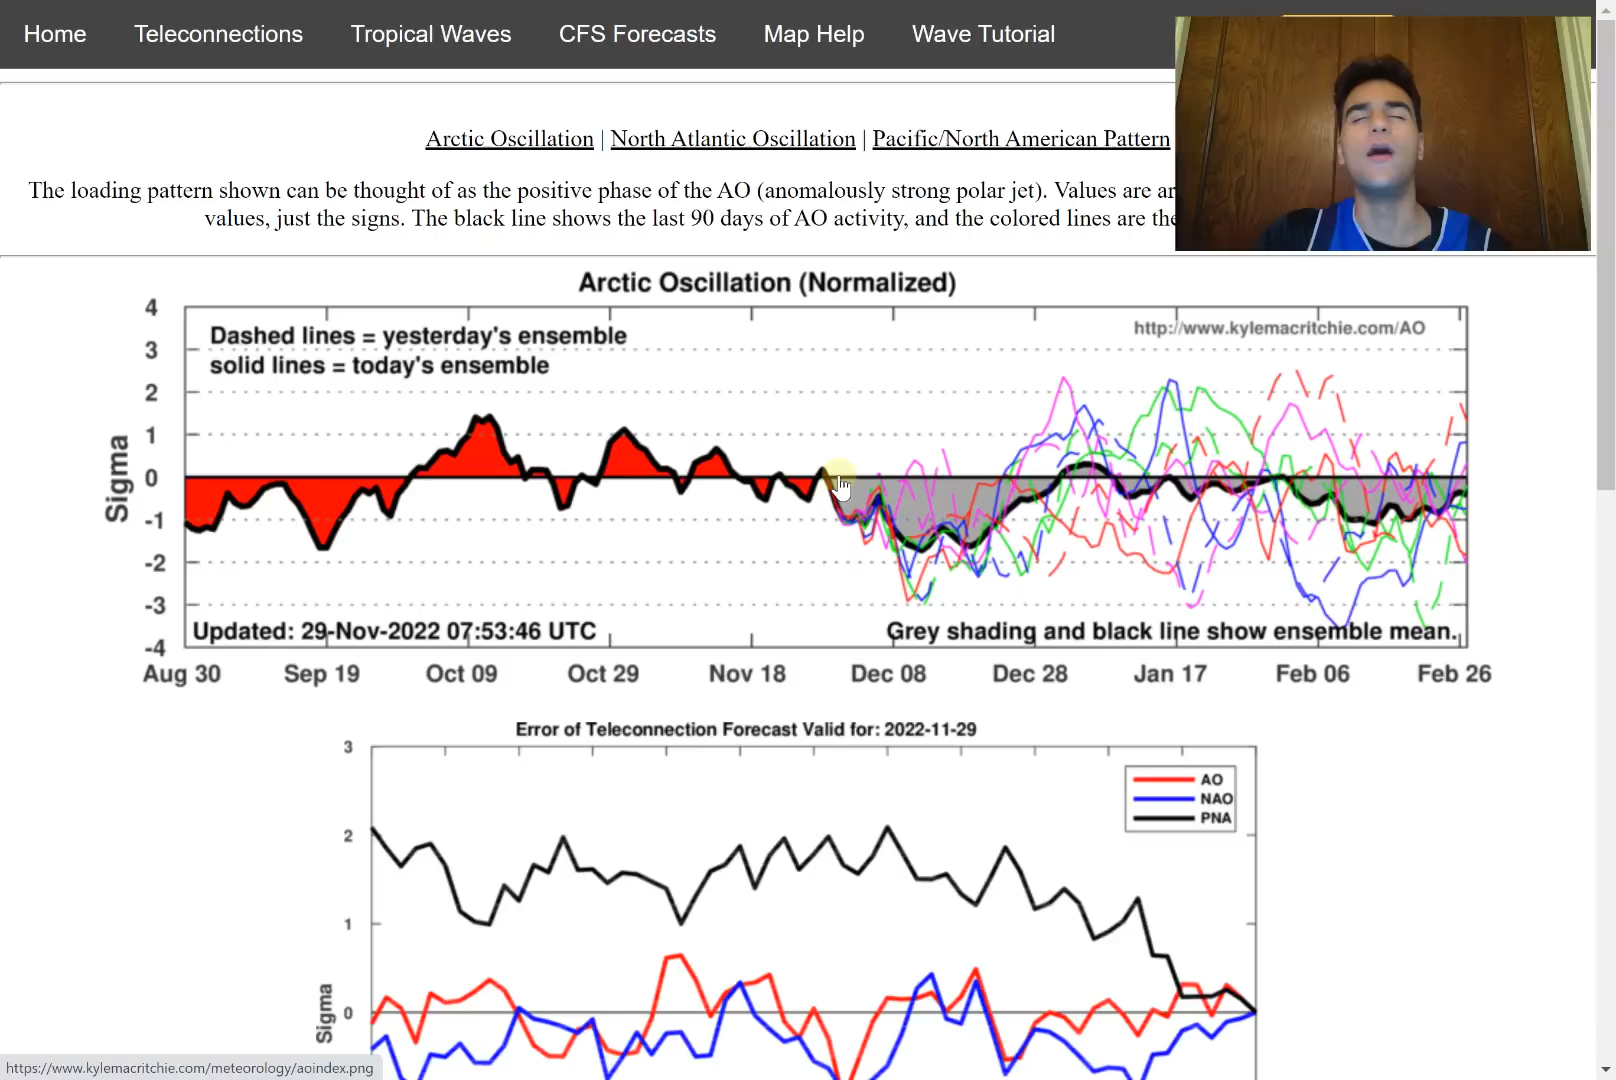 Home Teleconnections Tropical Waves CFS Forecasts Map Help Wave Tutorial
Arctic Oscillation | North Atlantic Oscillation | Pacific/North American Pattern
The loading pattern shown can be thought of as the positive phase of the AO (anomalously strong polar jet). Values are
values, just the signs. The black line shows the last 90 days of AO activity, and the colored lines are
Arctic Oscillation (Normalized)
Dashed lines = yesterday's ensemble
solid lines = today's ensemble
http://www.kylemacritchie.com/AO
Sigma
4
3
2
1
0
-1
-2
-3
-4
Updated: 29-Nov-2022 07:53:46 UTC
Grey shading and black line show ensemble mean.
Aug 30 Sep 19 Oct 09 Oct 29 Nov 18 Dec 08 Dec 28 Jan 17 Feb 06 Feb 26
Error of Teleconnection Forecast Valid for: 2022-11-29
3
2
1
0
Sigma
AO
NAO
PNA
https://www.kylemacritchie.com/meteorology/aoindex.png